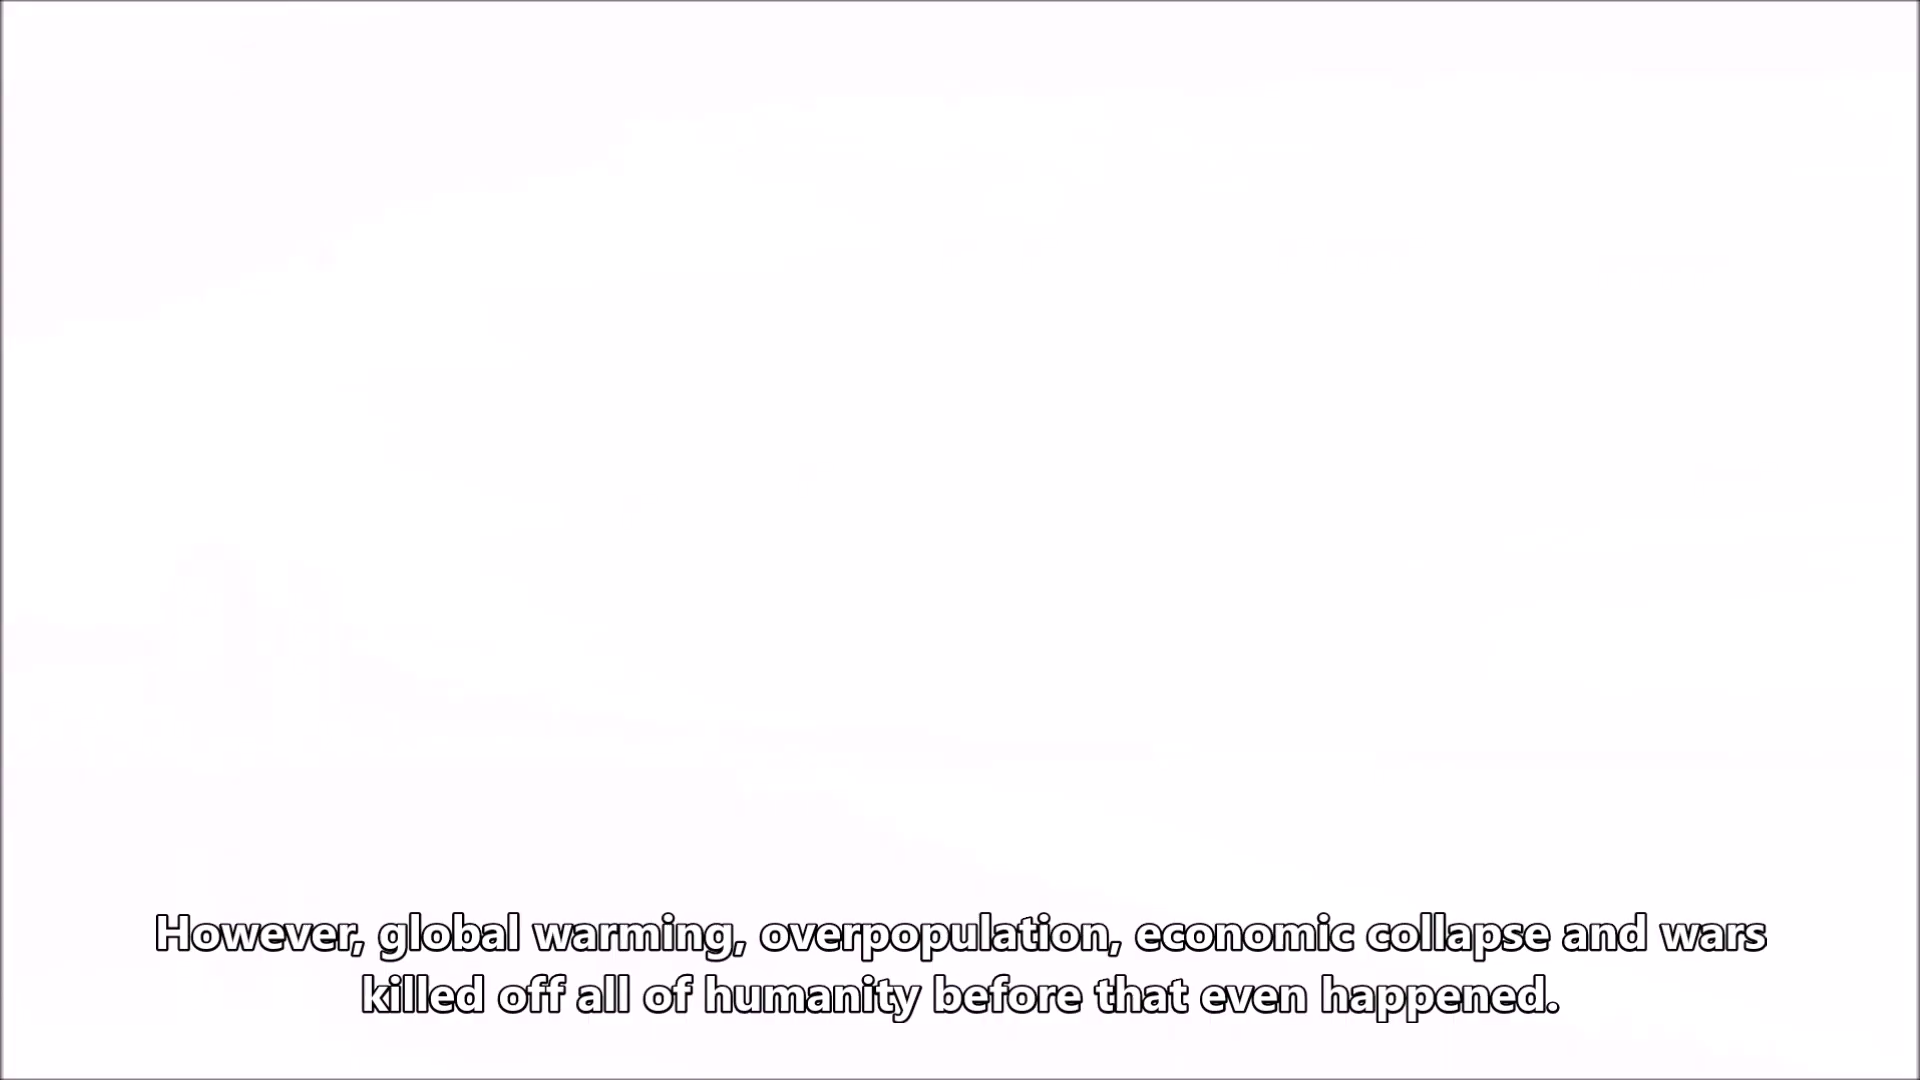 However, global warming, overpopulation, economic collapse and wars
killed off all of humanity before that even happened.